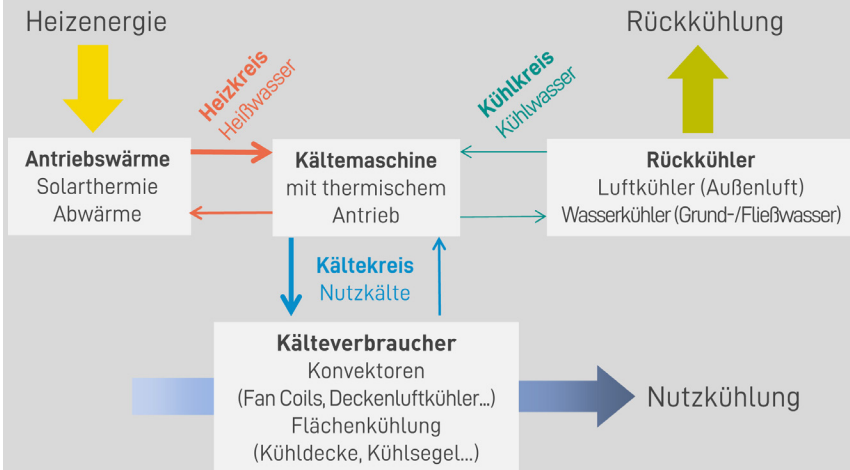 Heizenergie
Rückkühlung
Heizkreis
Heißwasser
Kühlkreis
Kühlwasser
Antriebswärme
Solarthermie
Abwärme
Kältemaschine
mit thermischem
Antrieb
Rückkühler
Luftkühler (Außenluft)
Wasserkühler (Grund-/Fließwasser)
Kältekreis
Nutzkälte
Kälteverbraucher
Konvektoren
(Fan Coils, Deckenluftkühler...)
Flächenkühlung
(Kühldecke, Kühlsegel...)
Nutzkühlung